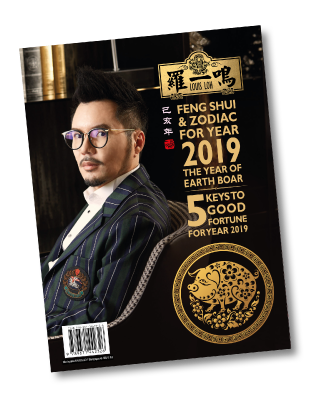 羅一鳴
LOUIS LOH
己亥年
FENG SHUI
& ZODIAC
FOR YEAR
2019
THE YEAR OF
EARTH BOAR
5 KEYS TO
GOOD
FORTUNE
FOR YEAR 2019